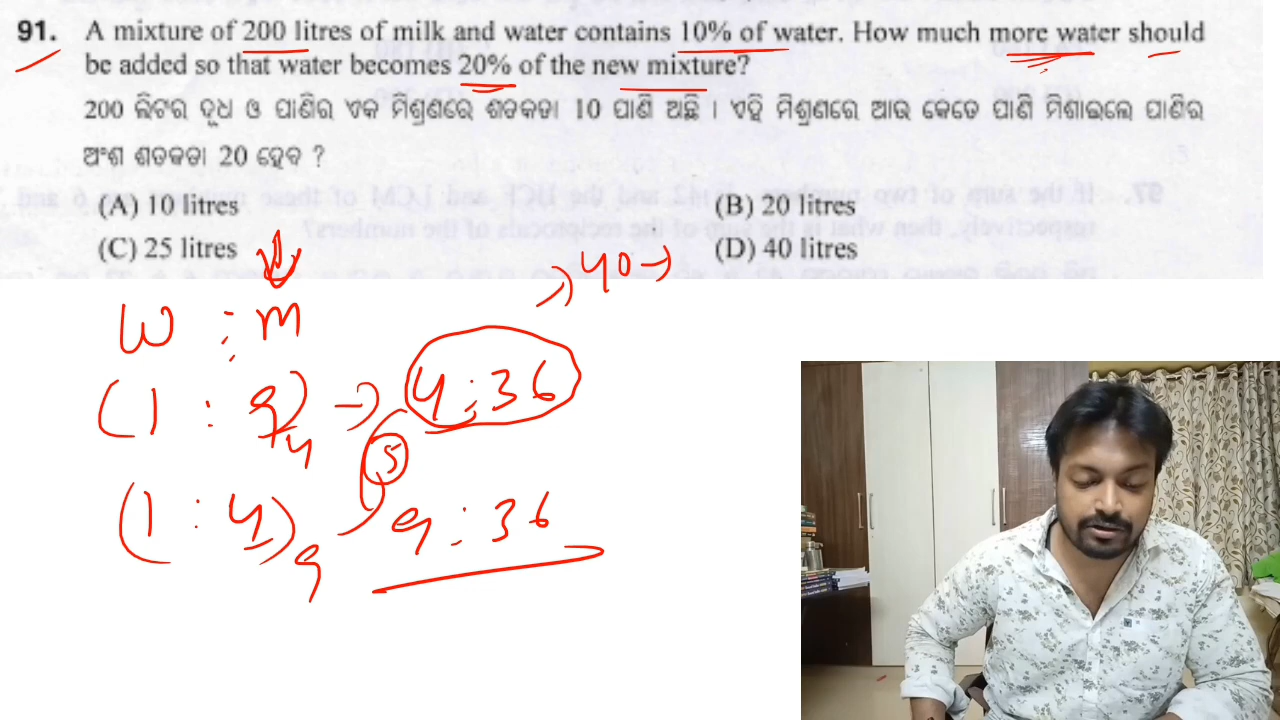 91. A mixture of 200 litres of milk and water contains 10% of water. How much more water should
be added so that water becomes 20% of the new mixture?
200 ଲିଟର ଦୁଧ ଓ ପାଣିର ଏକ ମିଶ୍ରଣରେ ଶତକଡା 10 ପାଣି ଅଛି । ଏହି ମିଶ୍ରଣରେ ଆଉ କେତେ ପାଣି ମିଶାଇଲେ ପାଣିର
ଅଂଶ ଶତକଡା 20 ହେବ ?
(A) 10 litres (B) 20 litres
(C) 25 litres (D) 40 litres
W : m
40
(1 : 9)4 → 4:36
5
(1 : 4)9 9:36